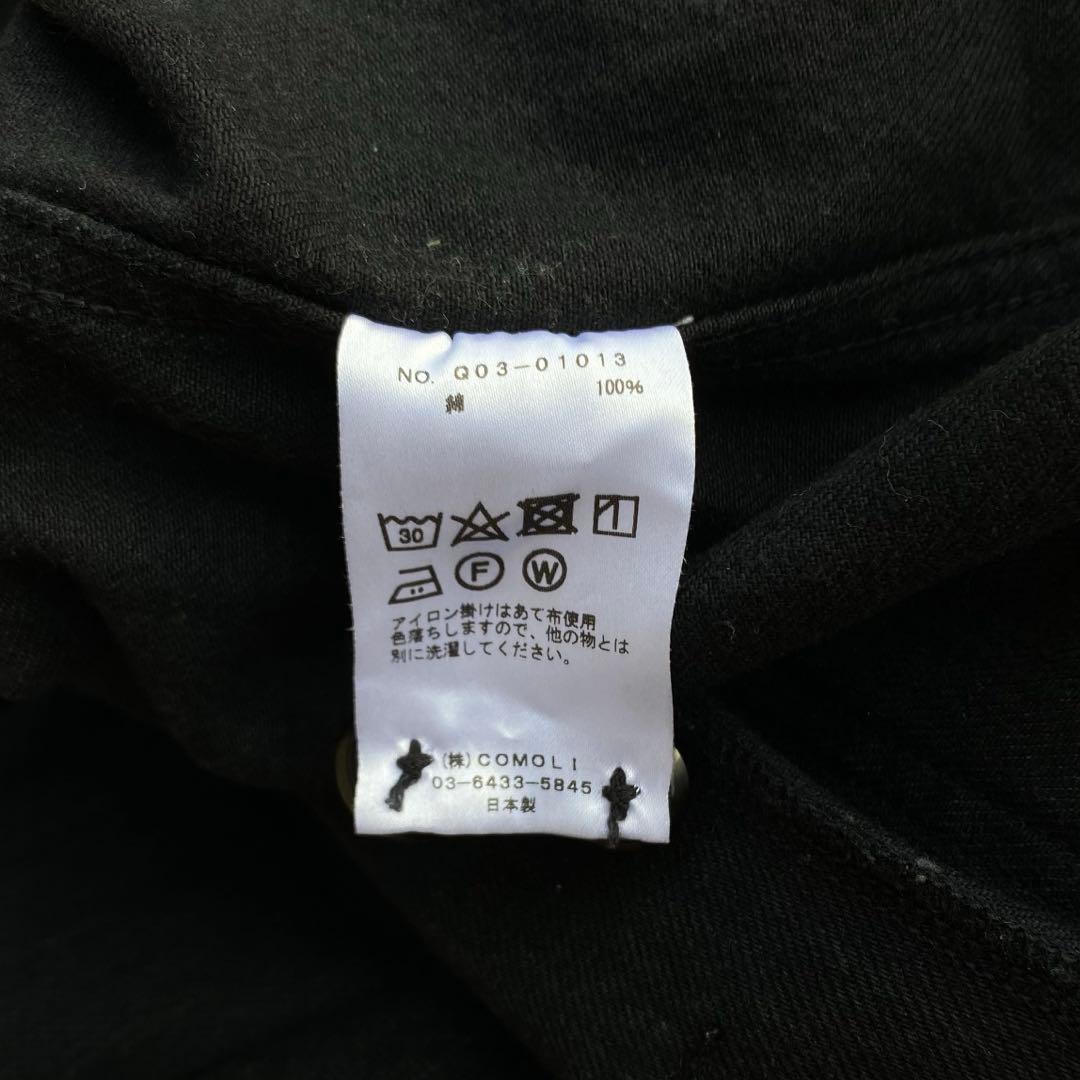 NO. Q03-01013
綿 100%
30
F W
アイロン掛けはあて布使用
色落ちしますので、他の物とは
別に洗濯してください。
(株)COMOLI
03-6433-5845
日本製